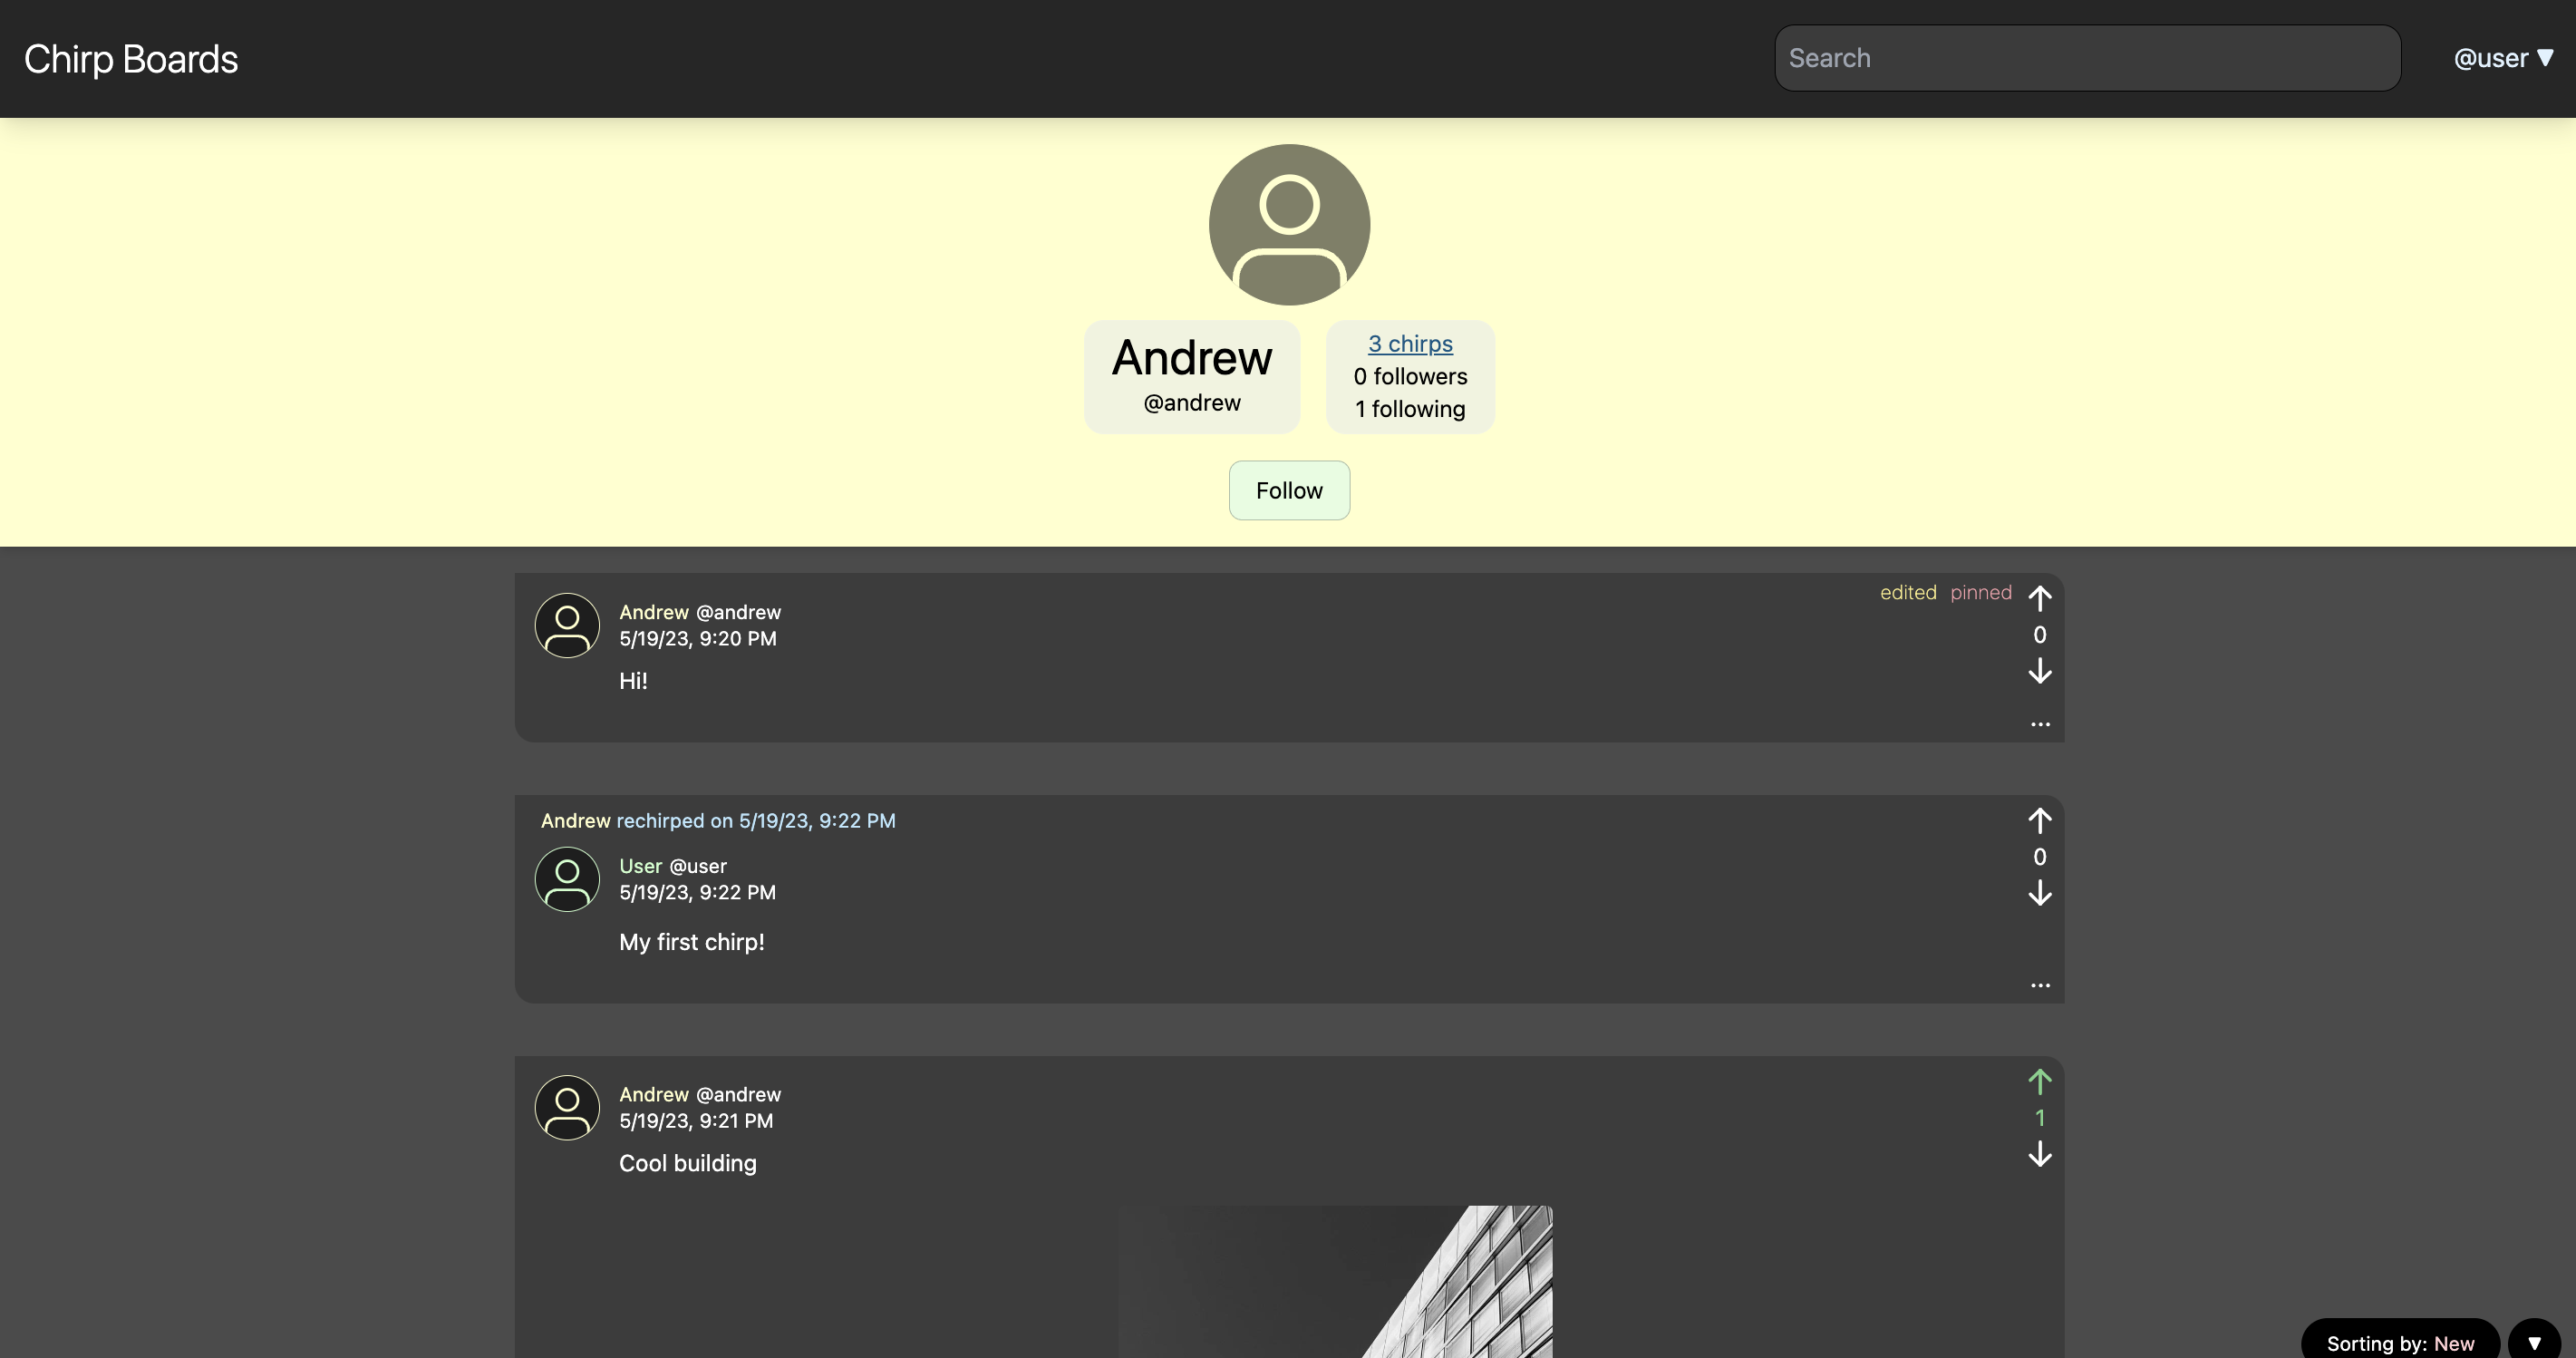 Chirp Boards
Search
@user ▼
Andrew
@andrew
3 chirps
0 followers
1 following
Follow
edited pinned
Andrew @andrew
5/19/23, 9:20 PM
Hi!
0
...
Andrew rechirped on 5/19/23, 9:22 PM
User @user
5/19/23, 9:22 PM
My first chirp!
0
...
Andrew @andrew
5/19/23, 9:21 PM
Cool building
1
Sorting by: New ▼